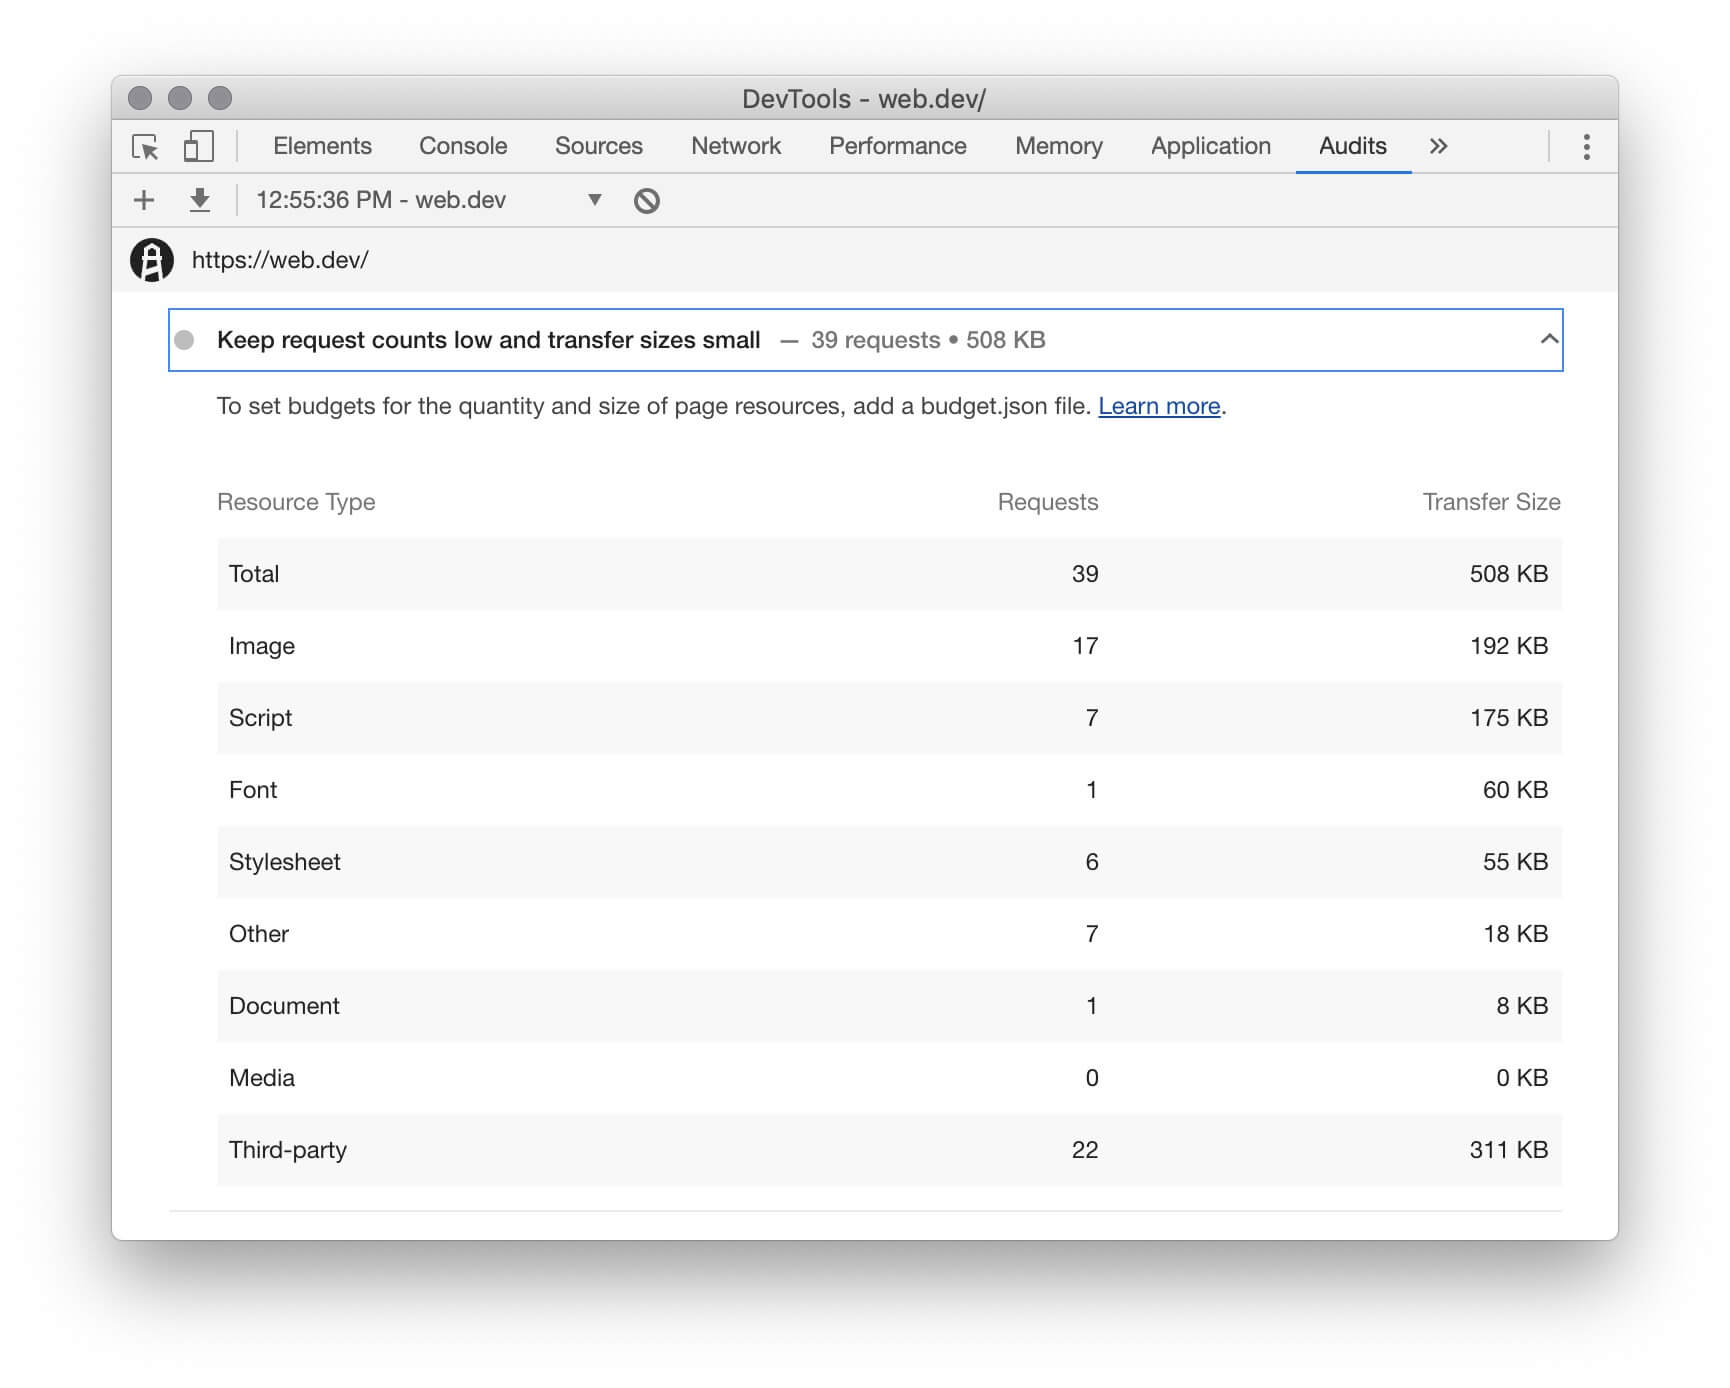 DevTools - web.dev/
Elements Console Sources Network Performance Memory Application Audits »
12:55:36 PM - web.dev
https://web.dev/
Keep request counts low and transfer sizes small — 39 requests • 508 KB
To set budgets for the quantity and size of page resources, add a budget.json file. Learn more.
Resource Type Requests Transfer Size
Total 39 508 KB
Image 17 192 KB
Script 7 175 KB
Font 1 60 KB
Stylesheet 6 55 KB
Other 7 18 KB
Document 1 8 KB
Media 0 0 KB
Third-party 22 311 KB